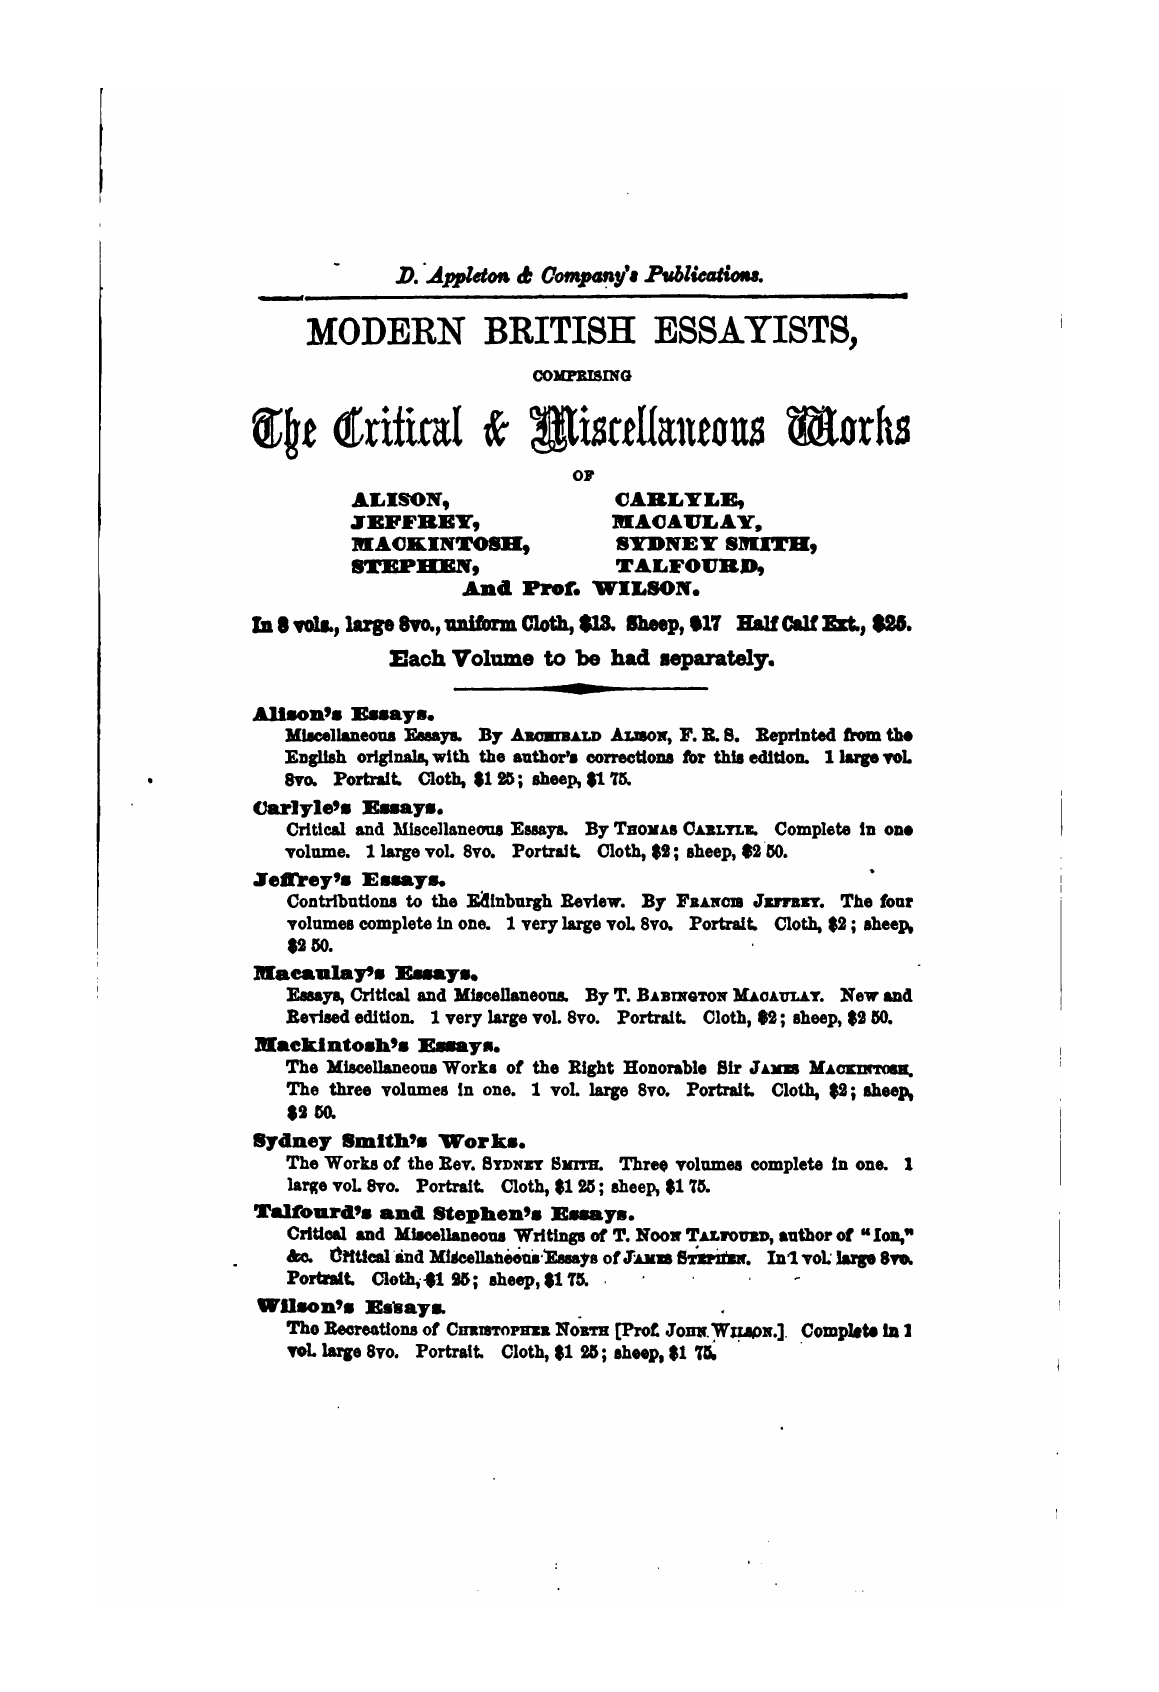 D. Appleton & Company's Publications.
MODERN BRITISH ESSAYISTS,
COMPRISING
The Critical & Miscellaneous Works
OF
ALISON, CARLYLE,
JEFFREY, MACAULAY,
MACKINTOSH, SYDNEY SMITH,
STEPHEN, TALFOURD,
And Prof. WILSON.
In 8 vols., large 8vo., uniform Cloth, $13. Sheep, $17 Half Calf Ext., $25.
Each Volume to be had separately.
Alison's Essays.
Miscellaneous Essays. By ARCHIBALD ALISON, F. R. S. Reprinted from the
English originals, with the author's corrections for this edition. 1 large vol.
8vo. Portrait. Cloth, $1 25; sheep, $1 75.
Carlyle's Essays.
Critical and Miscellaneous Essays. By THOMAS CARLYLE. Complete in one
volume. 1 large vol. 8vo. Portrait. Cloth, $2; sheep, $2 50.
Jeffrey's Essays.
Contributions to the Edinburgh Review. By FRANCIS JEFFREY. The four
volumes complete in one. 1 very large vol. 8vo. Portrait. Cloth, $2; sheep,
$2 50.
Macaulay's Essays.
Essays, Critical and Miscellaneous. By T. BABINGTON MACAULAY. New and
Revised edition. 1 very large vol. 8vo. Portrait. Cloth, $2; sheep, $2 50.
Mackintosh's Essays.
The Miscellaneous Works of the Right Honorable Sir JAMES MACKINTOSH.
The three volumes in one. 1 vol. large 8vo. Portrait. Cloth, $2; sheep,
$2 50.
Sydney Smith's Works.
The Works of the Rev. SYDNEY SMITH. Three volumes complete in one. 1
large vol. 8vo. Portrait. Cloth, $1 25; sheep, $1 75.
Talfourd's and Stephen's Essays.
Critical and Miscellaneous Writings of T. NOON TALFOURD, author of "Ion,"
&c. Critical and Miscellaneous Essays of JAMES STEPHEN. In 1 vol. large 8vo.
Portrait. Cloth, $1 25; sheep, $1 75.
Wilson's Essays.
The Recreations of CHRISTOPHER NORTH [Prof. JOHN WILSON.] Complete in 1
vol. large 8vo. Portrait. Cloth, $1 25; sheep, $1 75.